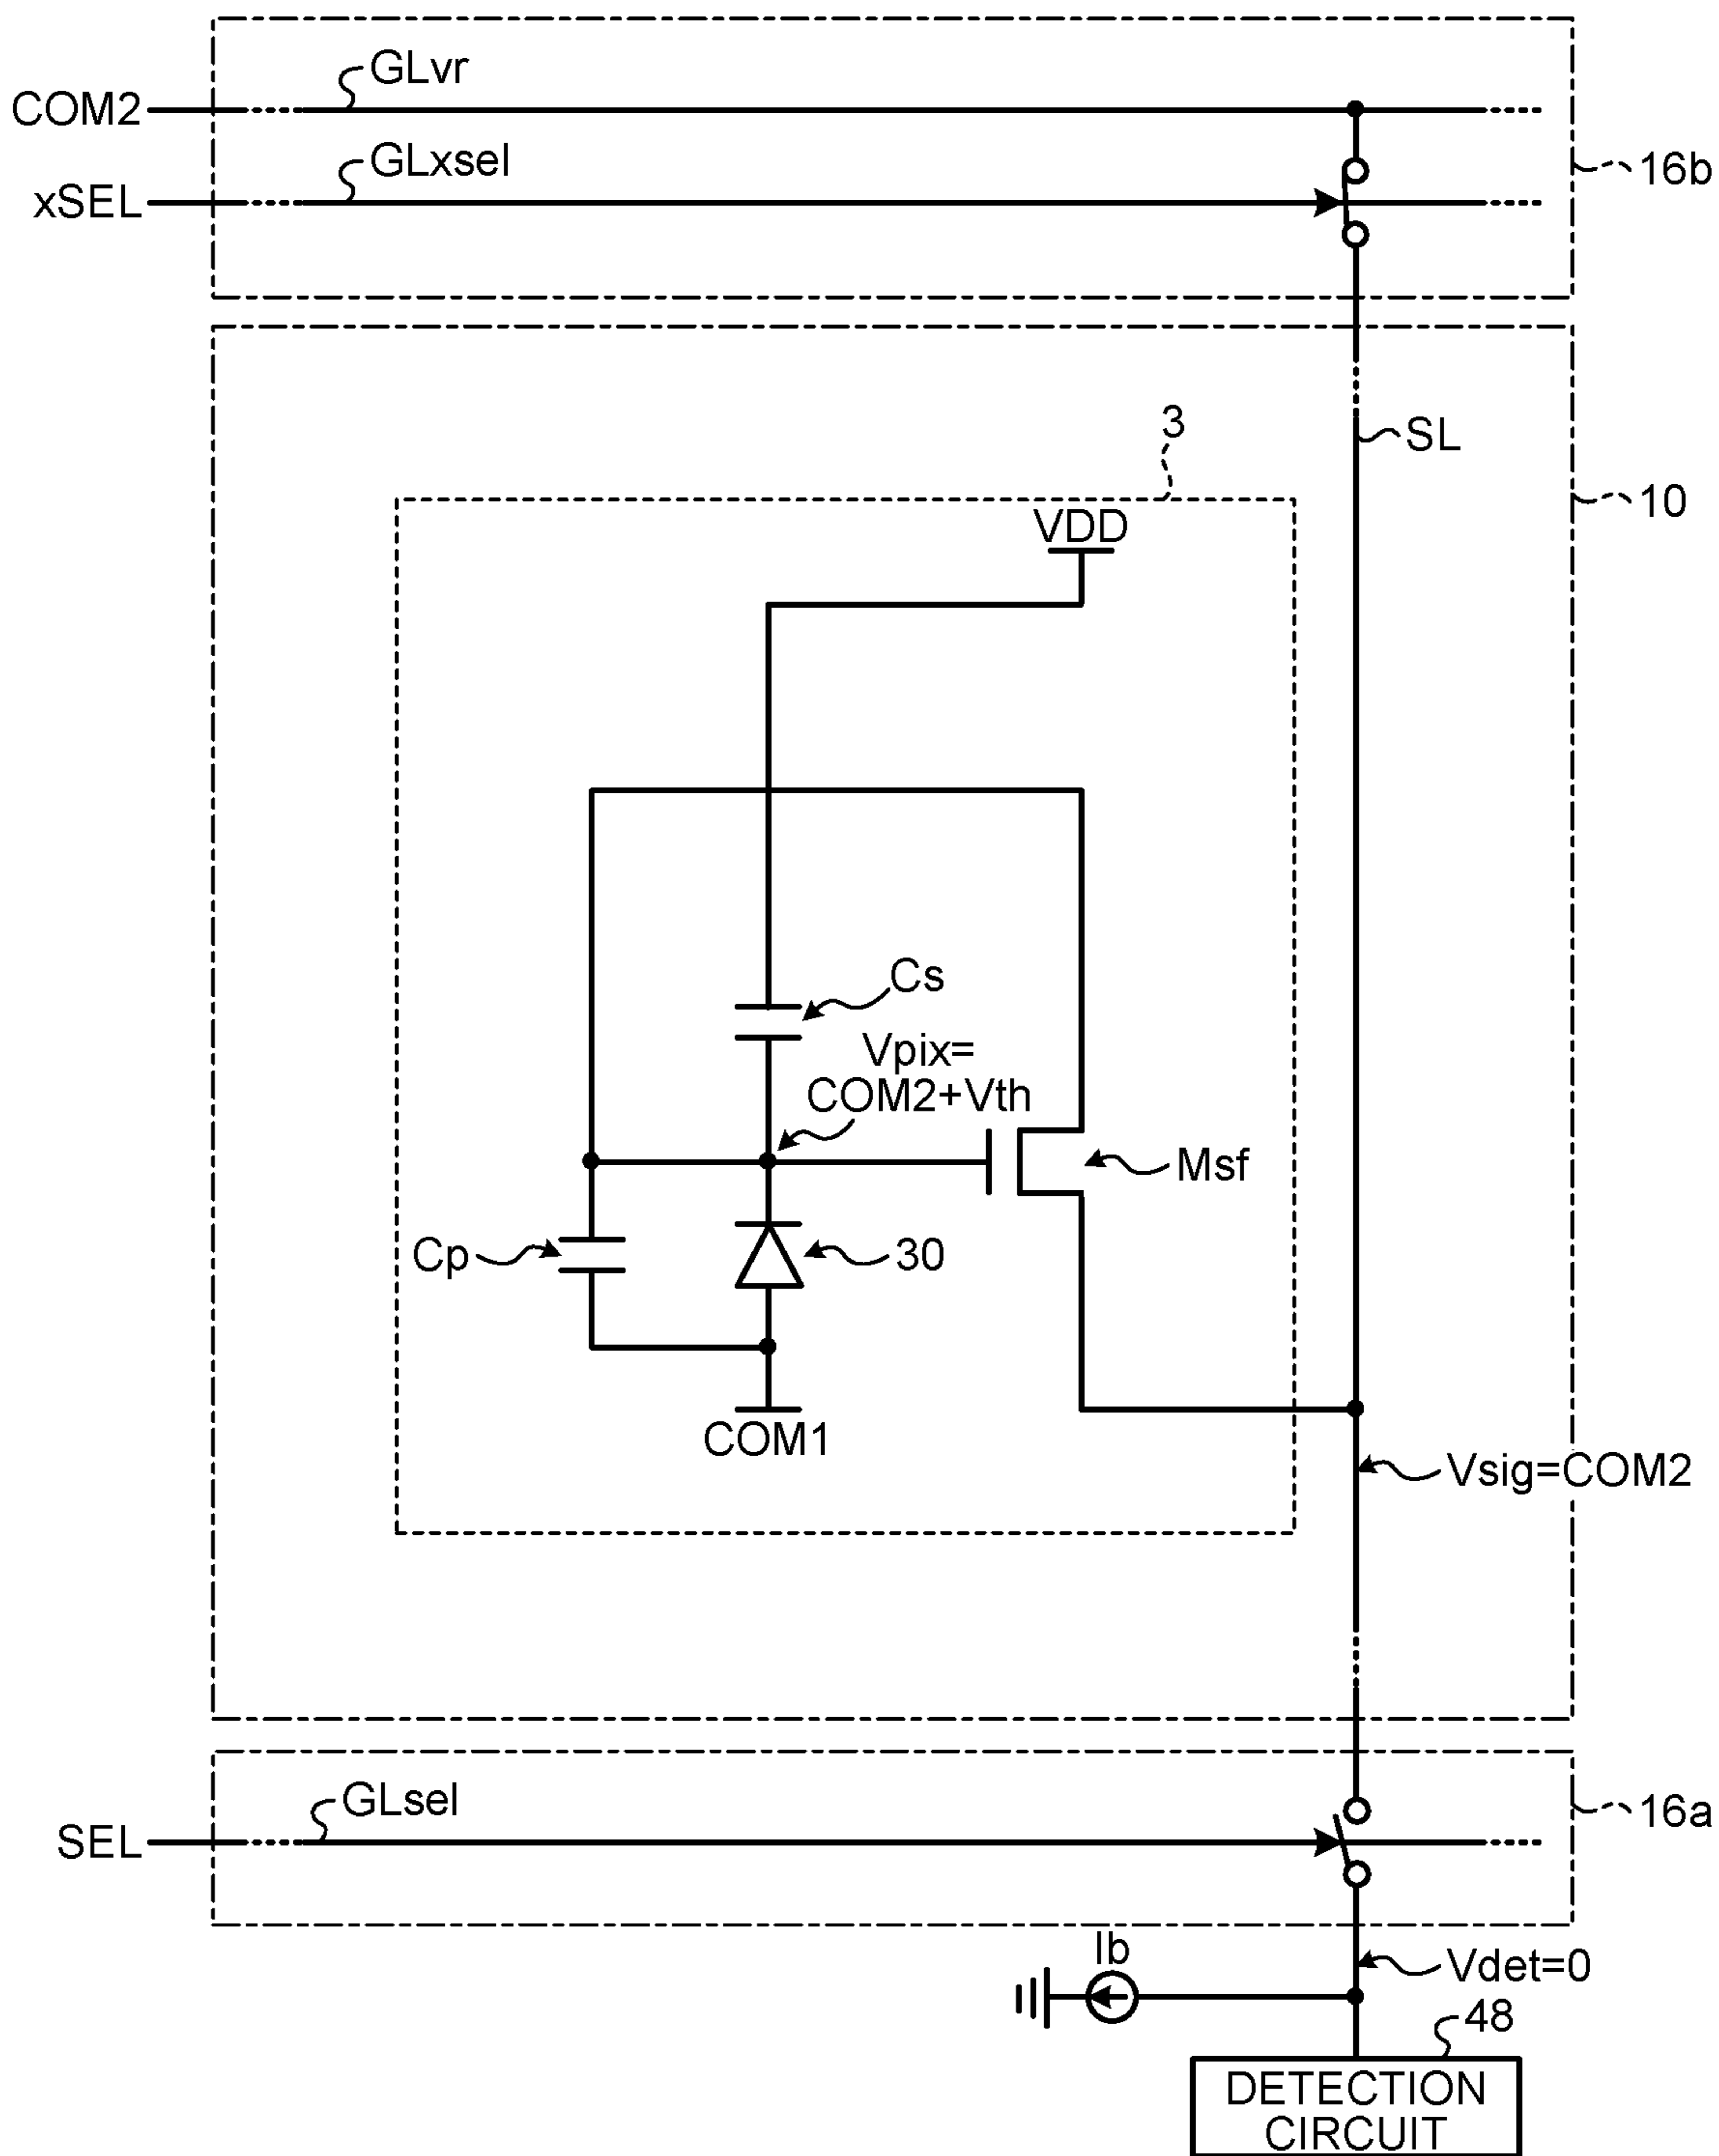 GLvr
COM2
GLxsel
xSEL
16b
3
SL
10
VDD
Cs
Vpix=
COM2+Vth
Msf
Cp
30
COM1
Vsig=COM2
GLsel
SEL
16a
Ib
Vdet=0
48
DETECTION
CIRCUIT